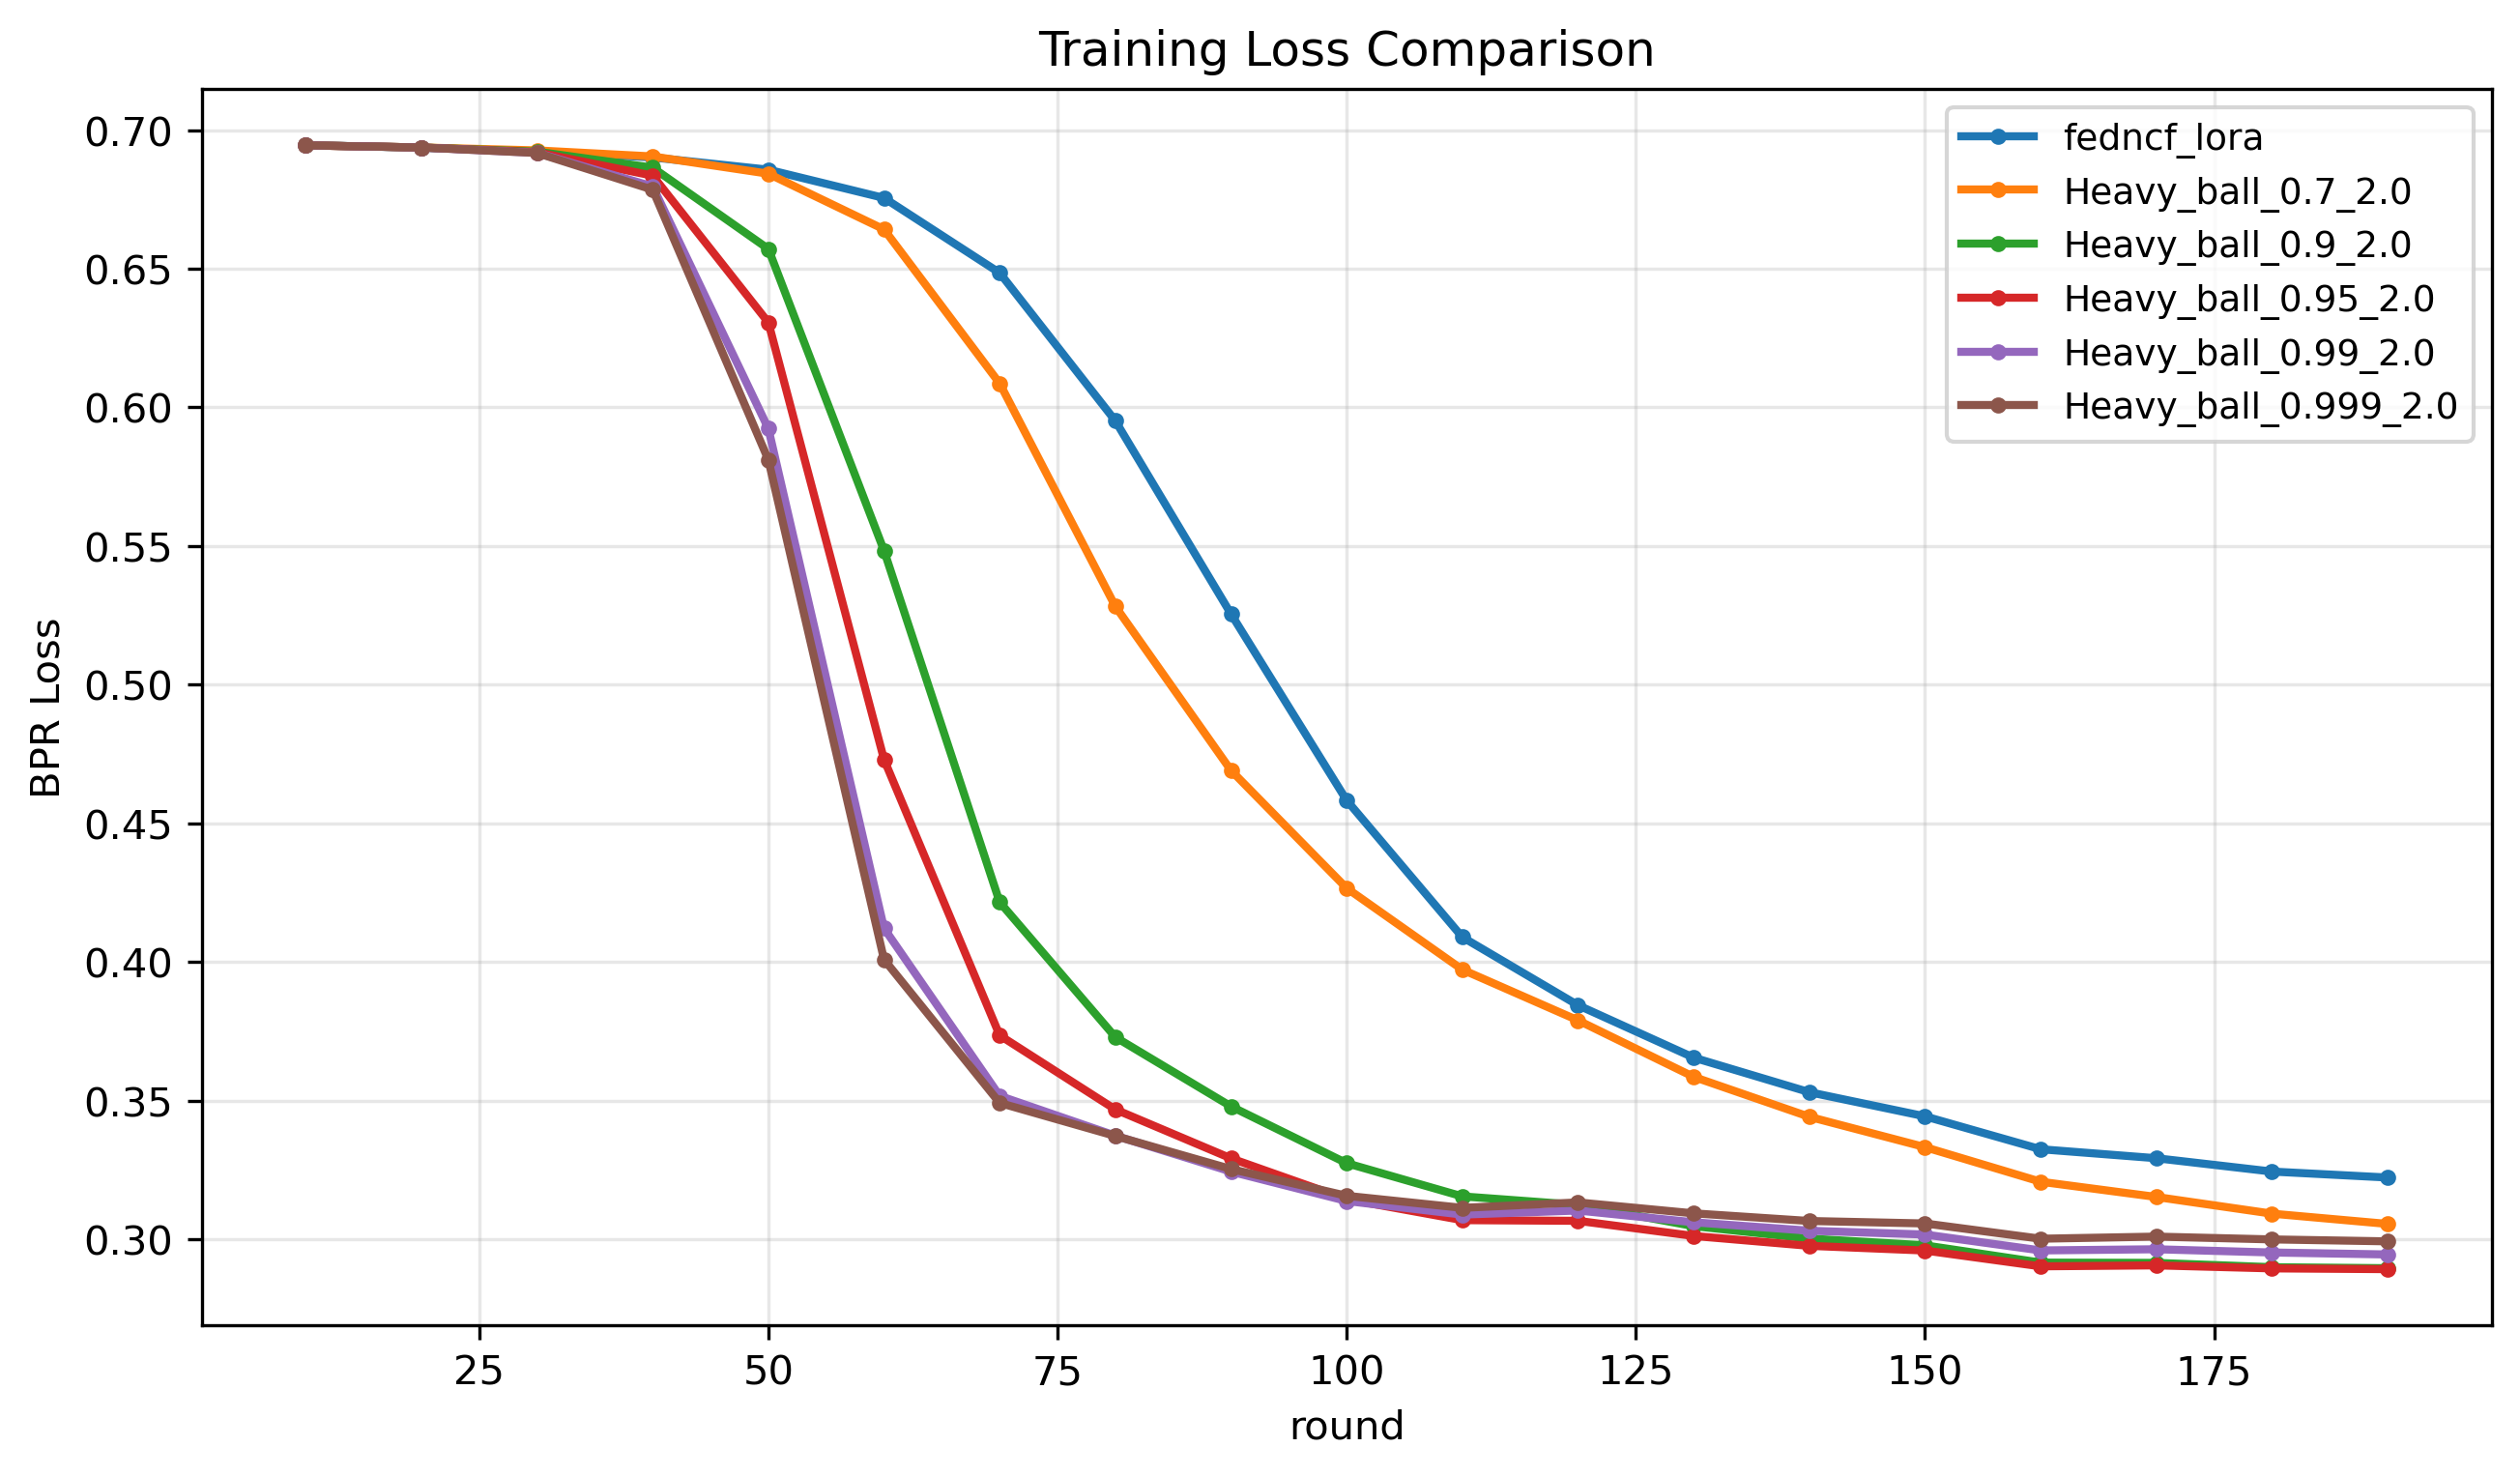 Training Loss Comparison
0.70
0.65
0.60
0.55
0.50
0.45
0.40
0.35
0.30
BPR Loss
fedncf_lora
Heavy_ball_0.7_2.0
Heavy_ball_0.9_2.0
Heavy_ball_0.95_2.0
Heavy_ball_0.99_2.0
Heavy_ball_0.999_2.0
25 50 75 100 125 150 175
round